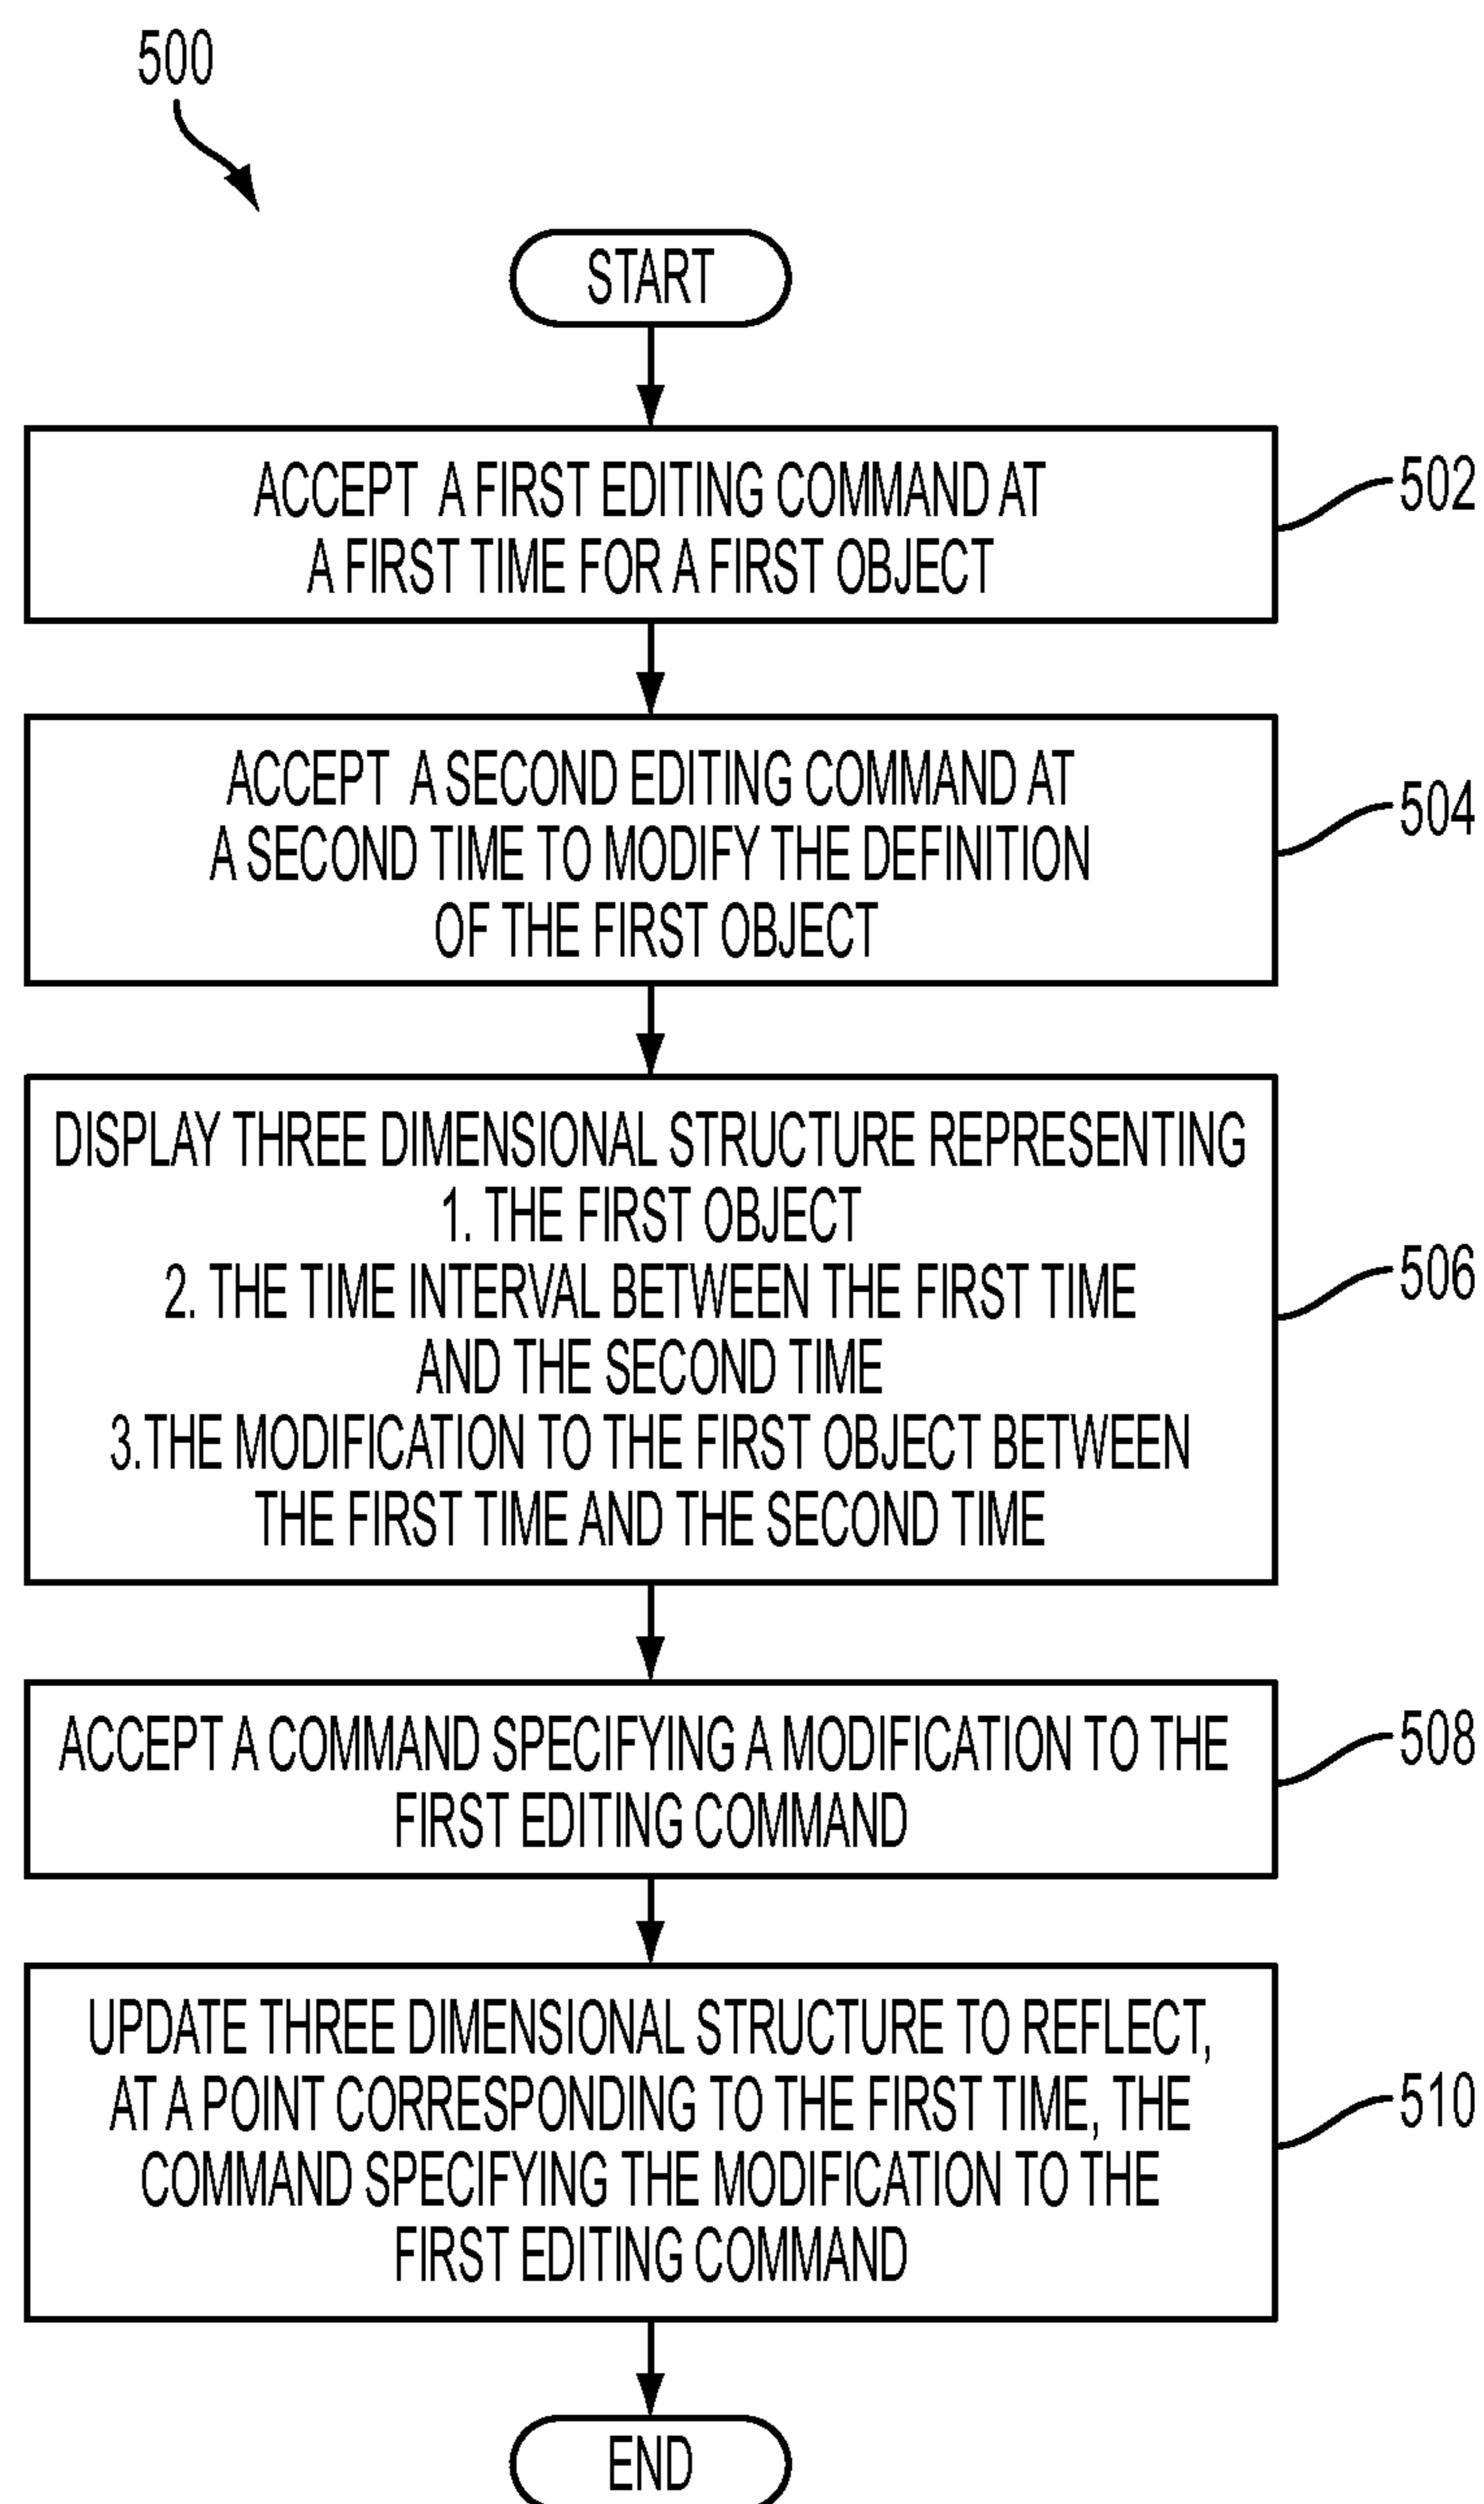 500
START
ACCEPT A FIRST EDITING COMMAND AT
A FIRST TIME FOR A FIRST OBJECT
502
ACCEPT A SECOND EDITING COMMAND AT
A SECOND TIME TO MODIFY THE DEFINITION
OF THE FIRST OBJECT
504
DISPLAY THREE DIMENSIONAL STRUCTURE REPRESENTING
1. THE FIRST OBJECT
2. THE TIME INTERVAL BETWEEN THE FIRST TIME
AND THE SECOND TIME
3.THE MODIFICATION TO THE FIRST OBJECT BETWEEN
THE FIRST TIME AND THE SECOND TIME
506
ACCEPT A COMMAND SPECIFYING A MODIFICATION TO THE
FIRST EDITING COMMAND
508
UPDATE THREE DIMENSIONAL STRUCTURE TO REFLECT,
AT A POINT CORRESPONDING TO THE FIRST TIME, THE
COMMAND SPECIFYING THE MODIFICATION TO THE
FIRST EDITING COMMAND
510
END